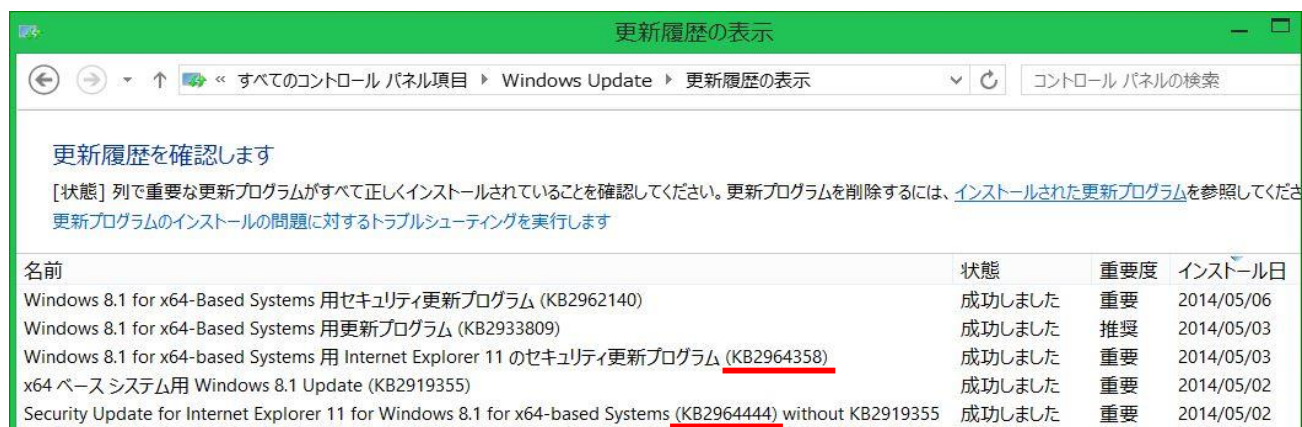 更新履歴の表示
« すべてのコントロール パネル項目 ▶ Windows Update ▶ 更新履歴の表示 コントロール パネルの検索
更新履歴を確認します
[状態] 列で重要な更新プログラムがすべて正しくインストールされていることを確認してください。更新プログラムを削除するには、インストールされた更新プログラムを参照してくださ
更新プログラムのインストールの問題に対するトラブルシューティングを実行します
名前 状態 重要度 インストール日
Windows 8.1 for x64-Based Systems 用セキュリティ更新プログラム (KB2962140) 成功しました 重要 2014/05/06
Windows 8.1 for x64-Based Systems 用更新プログラム (KB2933809) 成功しました 推奨 2014/05/03
Windows 8.1 for x64-based Systems 用 Internet Explorer 11 のセキュリティ更新プログラム (KB2964358) 成功しました 重要 2014/05/03
x64 ベース システム用 Windows 8.1 Update (KB2919355) 成功しました 重要 2014/05/02
Security Update for Internet Explorer 11 for Windows 8.1 for x64-based Systems (KB2964444) without KB2919355 成功しました 重要 2014/05/02